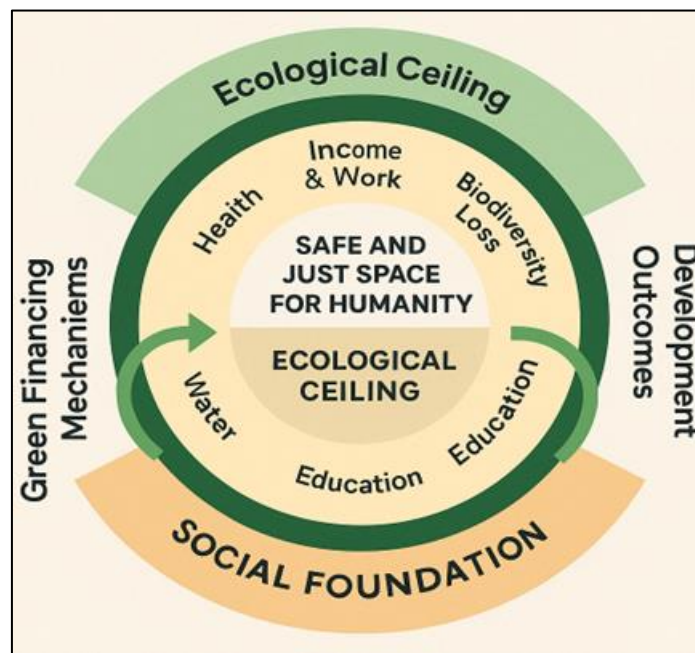 Ecological Ceiling
Income
& Work
Health
Biodiversity
Loss
SAFE AND
JUST SPACE
FOR HUMANITY
ECOLOGICAL
CEILING
Green Financing
Mechaniems
Development
Outcomes
Water
Education
Education
SOCIAL FOUNDATION